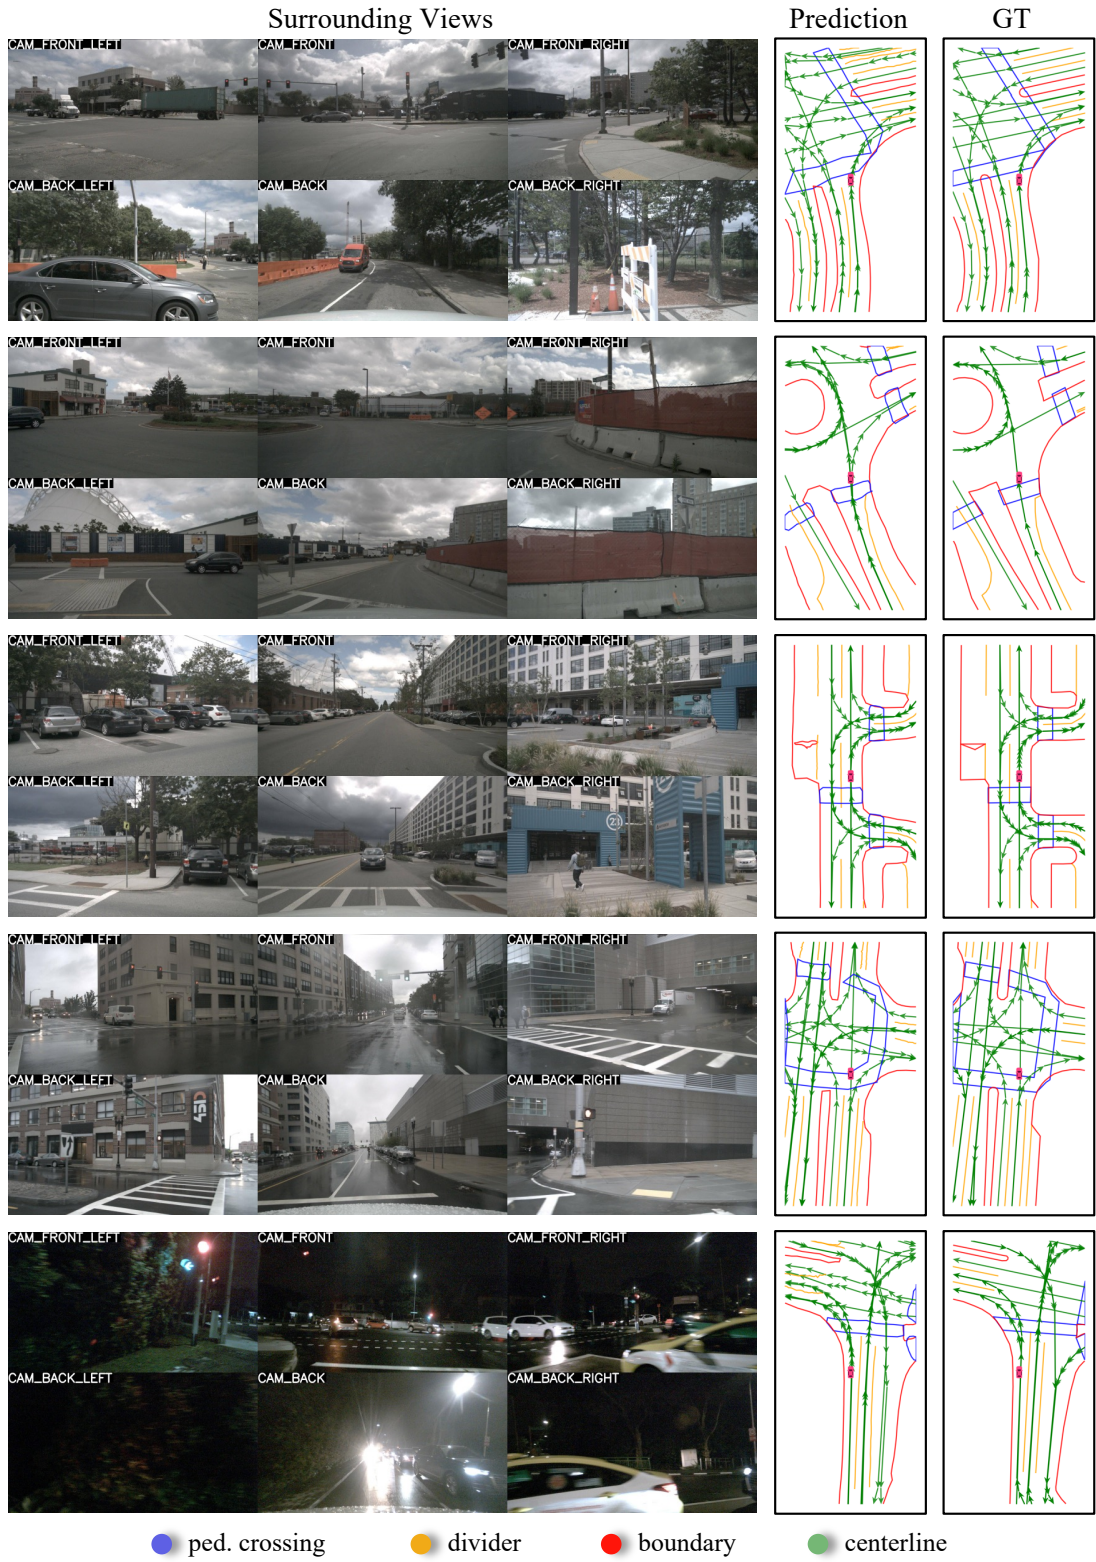 Surrounding Views Prediction GT
CAM_FRONT_LEFT CAM_FRONT CAM_FRONT_RIGHT
CAM_BACK_LEFT CAM_BACK CAM_BACK_RIGHT
CAM_FRONT_LEFT CAM_FRONT CAM_FRONT_RIGHT
CAM_BACK_LEFT CAM_BACK CAM_BACK_RIGHT
CAM_FRONT_LEFT CAM_FRONT CAM_FRONT_RIGHT
CAM_BACK_LEFT CAM_BACK CAM_BACK_RIGHT
21
CAM_FRONT_LEFT CAM_FRONT CAM_FRONT_RIGHT
CAM_BACK_LEFT CAM_BACK CAM_BACK_RIGHT
CAM_FRONT_LEFT CAM_FRONT CAM_FRONT_RIGHT
CAM_BACK_LEFT CAM_BACK CAM_BACK_RIGHT
ped. crossing divider boundary centerline